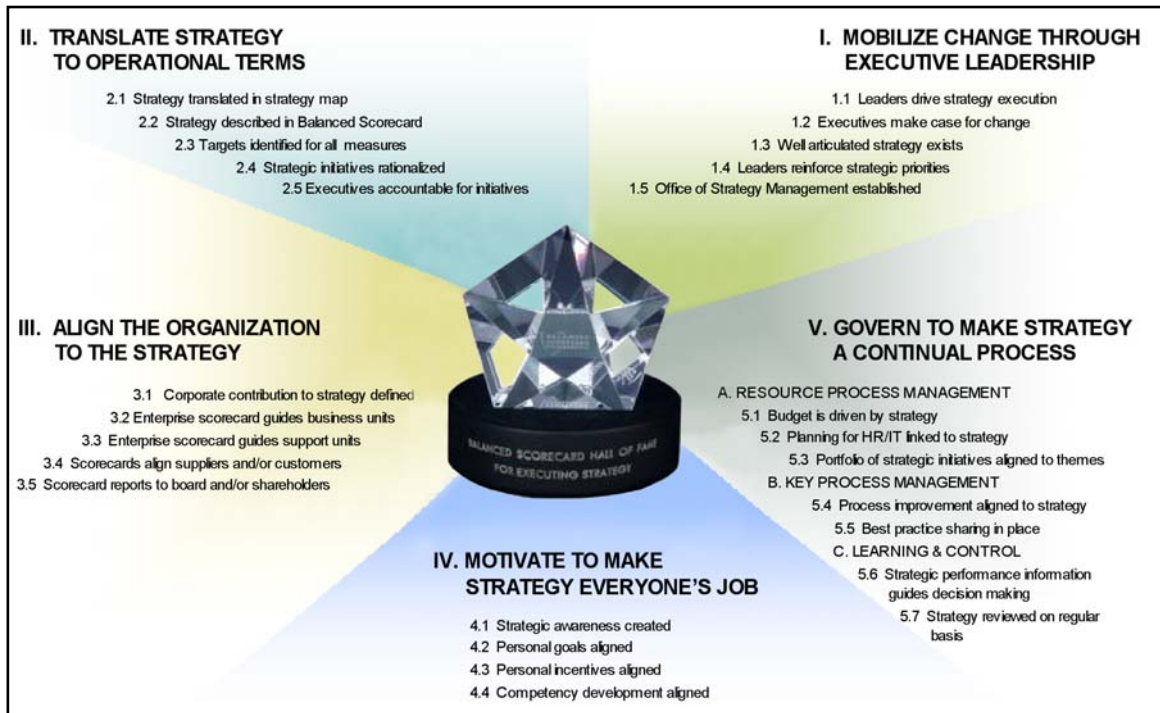 II. TRANSLATE STRATEGY
TO OPERATIONAL TERMS
2.1 Strategy translated in strategy map
2.2 Strategy described in Balanced Scorecard
2.3 Targets identified for all measures
2.4 Strategic initiatives rationalized
2.5 Executives accountable for initiatives
I. MOBILIZE CHANGE THROUGH
EXECUTIVE LEADERSHIP
1.1 Leaders drive strategy execution
1.2 Executives make case for change
1.3 Well articulated strategy exists
1.4 Leaders reinforce strategic priorities
1.5 Office of Strategy Management established
III. ALIGN THE ORGANIZATION
TO THE STRATEGY
3.1 Corporate contribution to strategy defined
3.2 Enterprise scorecard guides business units
3.3 Enterprise scorecard guides support units
3.4 Scorecards align suppliers and/or customers
3.5 Scorecard reports to board and/or shareholders
BALANCED SCORECARD HALL OF FAME
FOR EXECUTING STRATEGY
V. GOVERN TO MAKE STRATEGY
A CONTINUAL PROCESS
A. RESOURCE PROCESS MANAGEMENT
5.1 Budget is driven by strategy
5.2 Planning for HR/IT linked to strategy
5.3 Portfolio of strategic initiatives aligned to themes
B. KEY PROCESS MANAGEMENT
5.4 Process improvement aligned to strategy
5.5 Best practice sharing in place
C. LEARNING & CONTROL
5.6 Strategic performance information
guides decision making
5.7 Strategy reviewed on regular
basis
IV. MOTIVATE TO MAKE
STRATEGY EVERYONE'S JOB
4.1 Strategic awareness created
4.2 Personal goals aligned
4.3 Personal incentives aligned
4.4 Competency development aligned